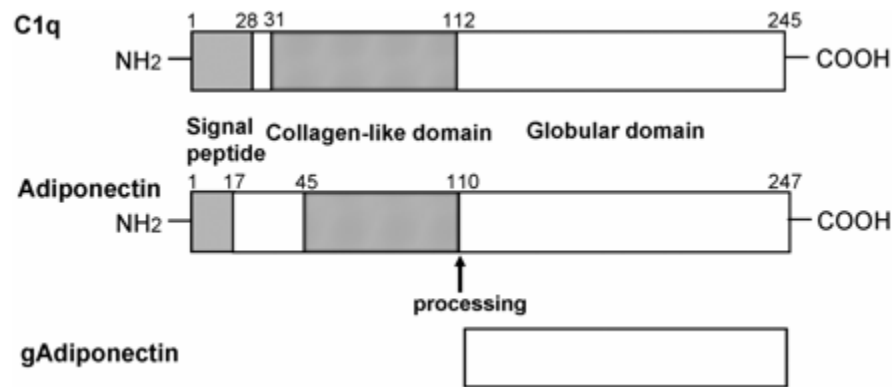 C1q
1 28 31 112 245
NH2 COOH
Signal peptide Collagen-like domain Globular domain
Adiponectin
1 17 45 110 247
NH2 COOH
processing
gAdiponectin